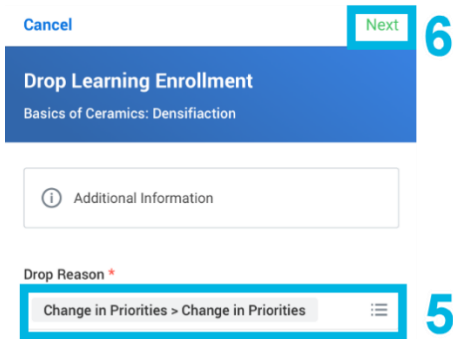 Cancel Next 6
Drop Learning Enrollment
Basics of Ceramics: Densifiaction
Additional Information
Drop Reason *
Change in Priorities > Change in Priorities 5